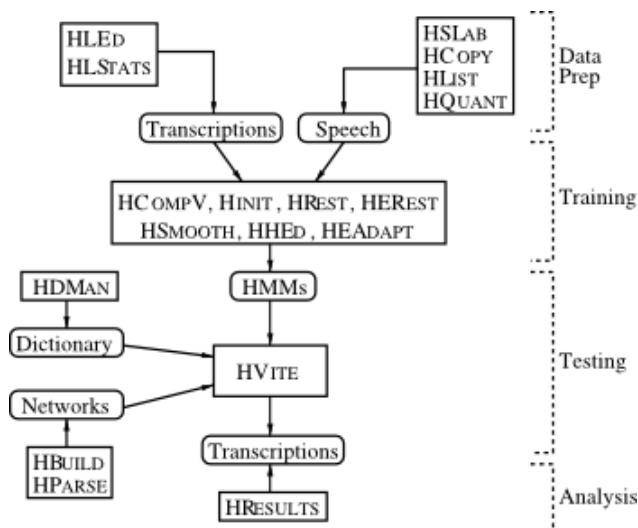 HLED
HLSTATS
HSLAB
HCOPY
HLIST
HQUANT
Data
Prep
Transcriptions
Speech
HCOMPV, HINIT, HREST, HEREST
HSMOOTH, HHED, HEADAPT
Training
HDMAN
HMMs
Dictionary
HVITE
Testing
Networks
Transcriptions
HBUILD
HPARSE
HRESULTS
Analysis